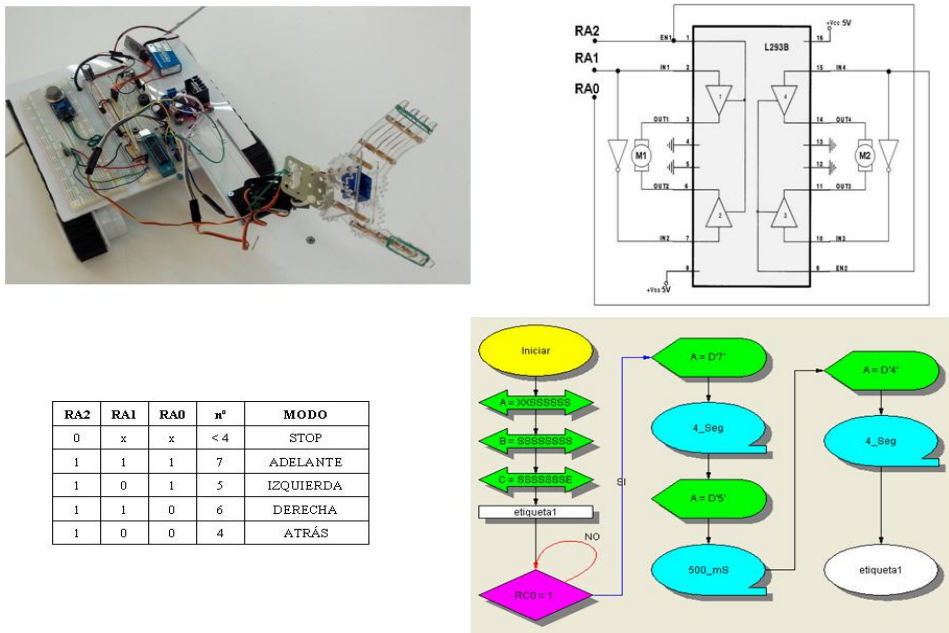 RA2
RA1
RA0
EN1 1
IN1 2
OUT1 3
4
5
OUT2 6
IN2 7
+Vss 5V 8
L293B
1
2
3
4
M1
M2
16 +Vcc 5V
15 IN4
14 OUT4
13
12
11 OUT3
10 IN3
9 EN2
RA2 RA1 RA0 nº MODO
0 x x < 4 STOP
1 1 1 7 ADELANTE
1 0 1 5 IZQUIERDA
1 1 0 6 DERECHA
1 0 0 4 ATRÁS
Iniciar
A = XXSSSSSS
B = SSSSSSSS
C = SSSSSSSE
etiqueta1
NO
RC0 = 1
SI
A = D'7'
4_Seg
A = D'5'
500_mS
A = D'4'
4_Seg
etiqueta1